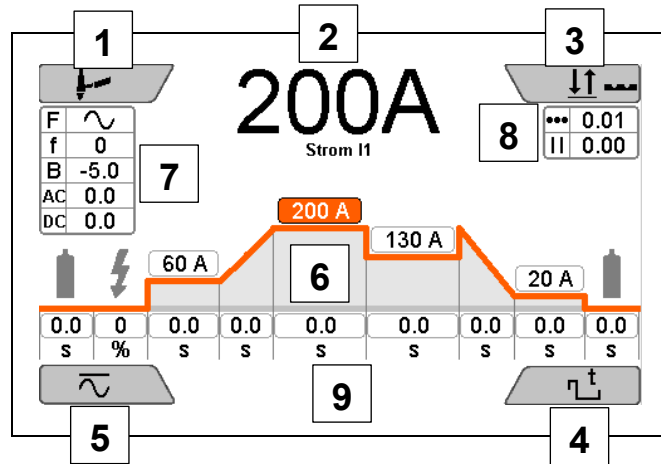 1 2 3
200A
Strom I1
F
f 0
B -5.0
AC 0.0
DC 0.0
7
8
••• 0.01
II 0.00
200 A
130 A
60 A
6
20 A
0.0 0 0.0 0.0 0.0 0.0 0.0 0.0 0.0
s % s s s s s s s
t
5 9 4